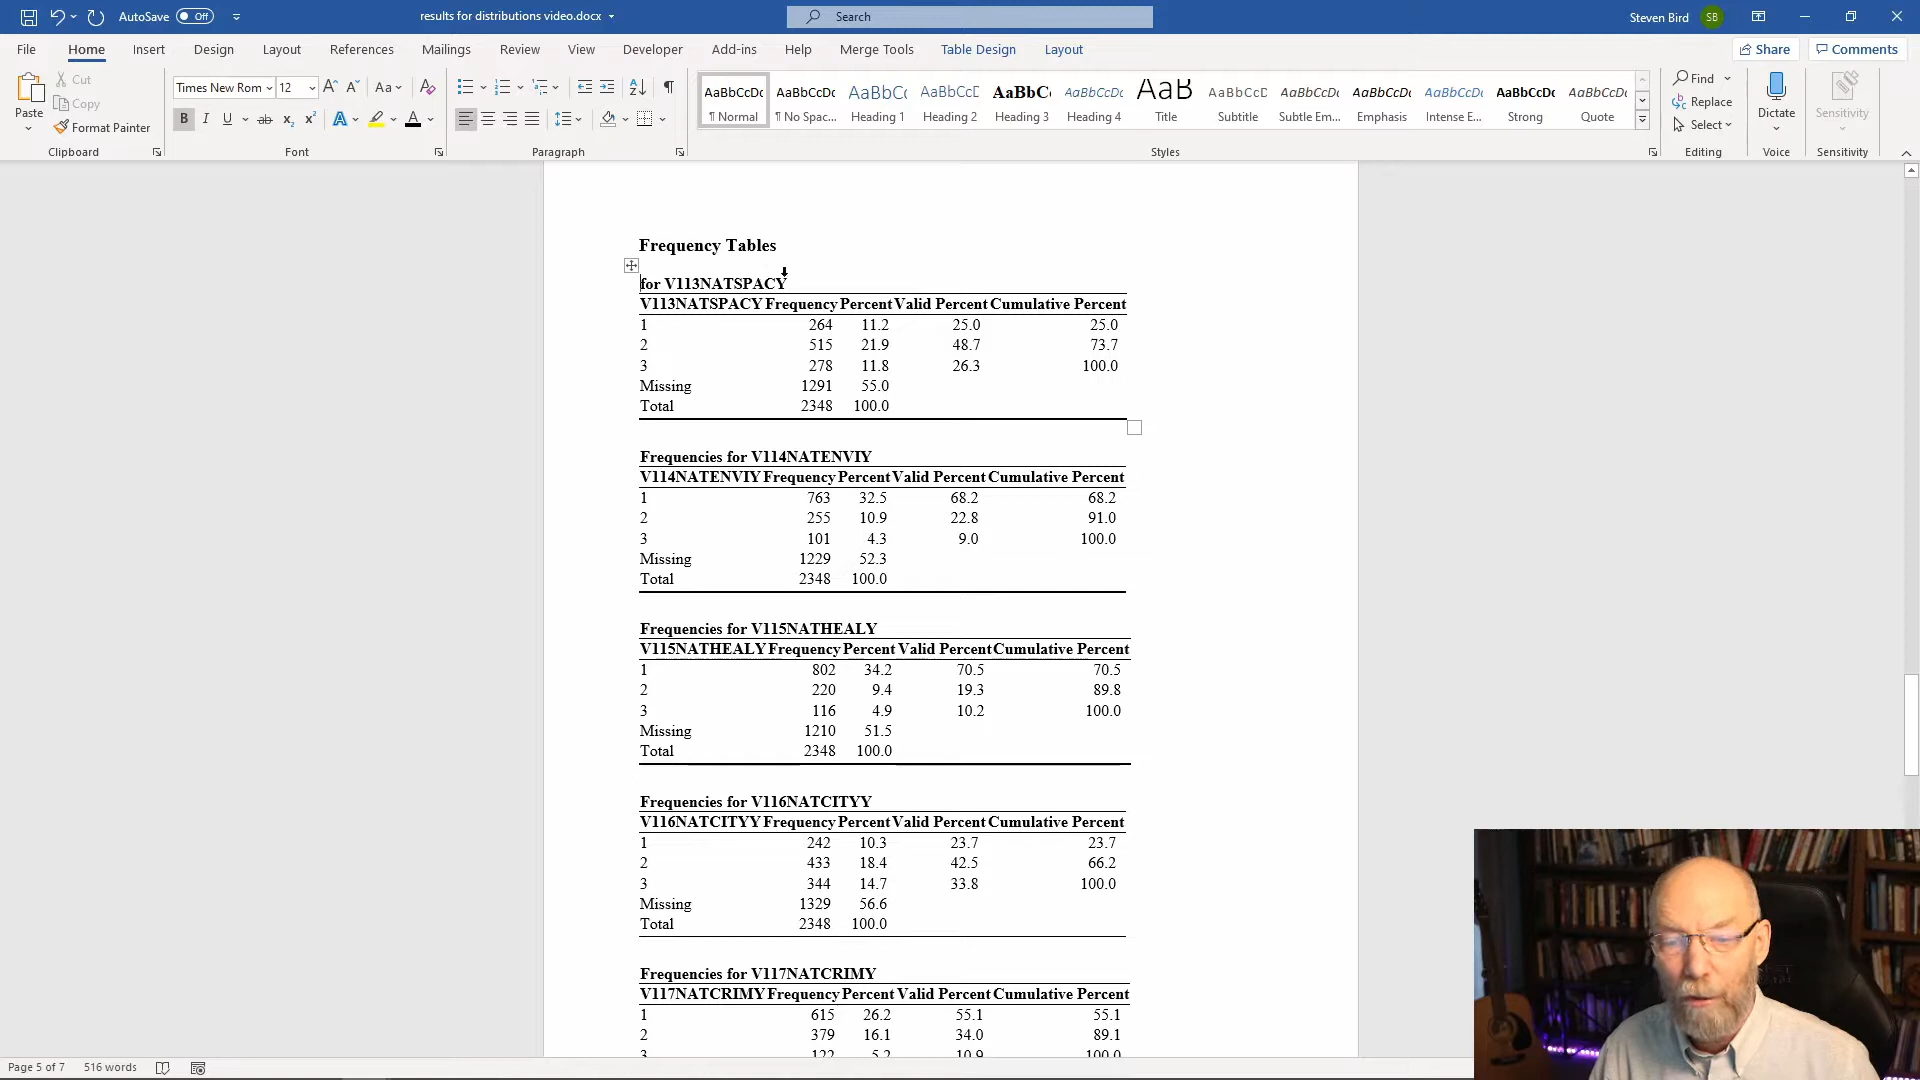 AutoSave Off results for distributions video.docx Search Steven Bird SB
File Home Insert Design Layout References Mailings Review View Developer Add-ins Help Merge Tools Table Design Layout Share Comments
Paste Cut Copy Format Painter Clipboard
Times New Rom 12 Aa Font
Paragraph
AaBbCcDc AaBbCcDc AaBbCc AaBbCcD AaBbC AaBbCcDc AaB AaBbCcD AaBbCcDc AaBbCcDc AaBbCcDc AaBbCcDc AaBbCcDc
¶ Normal ¶ No Spac... Heading 1 Heading 2 Heading 3 Heading 4 Title Subtitle Subtle Em... Emphasis Intense E... Strong Quote
Styles
Find Replace Select Editing
Dictate Voice
Sensitivity Sensitivity
Frequency Tables
for V113NATSPACY
V113NATSPACY Frequency Percent Valid Percent Cumulative Percent
1 264 11.2 25.0 25.0
2 515 21.9 48.7 73.7
3 278 11.8 26.3 100.0
Missing 1291 55.0
Total 2348 100.0
Frequencies for V114NATENVIY
V114NATENVIY Frequency Percent Valid Percent Cumulative Percent
1 763 32.5 68.2 68.2
2 255 10.9 22.8 91.0
3 101 4.3 9.0 100.0
Missing 1229 52.3
Total 2348 100.0
Frequencies for V115NATHEALY
V115NATHEALY Frequency Percent Valid Percent Cumulative Percent
1 802 34.2 70.5 70.5
2 220 9.4 19.3 89.8
3 116 4.9 10.2 100.0
Missing 1210 51.5
Total 2348 100.0
Frequencies for V116NATCITYY
V116NATCITYY Frequency Percent Valid Percent Cumulative Percent
1 242 10.3 23.7 23.7
2 433 18.4 42.5 66.2
3 344 14.7 33.8 100.0
Missing 1329 56.6
Total 2348 100.0
Frequencies for V117NATCRIMY
V117NATCRIMY Frequency Percent Valid Percent Cumulative Percent
1 615 26.2 55.1 55.1
2 379 16.1 34.0 89.1
3 122 5.2 10.9 100.0
Page 5 of 7 516 words